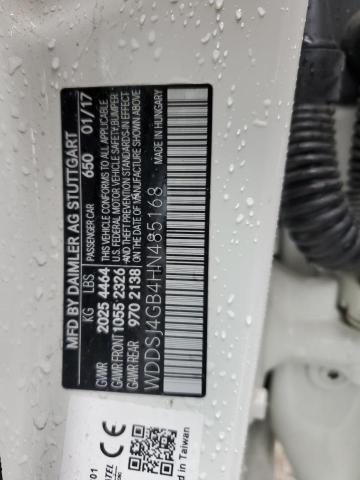 MFD BY DAIMLER AG STUTTGART
PASSENGER CAR 650 01/17
KG LBS
GVWR 2025 4464
GAWR FRONT 1055 2326
GAWR REAR 970 2138
THIS VEHICLE CONFORMS TO ALL APPLICABLE
U.S. FEDERAL MOTOR VEHICLE SAFETY, BUMPER,
AND THEFT PREVENTION STANDARDS IN EFFECT
ON THE DATE OF MANUFACTURE SHOWN ABOVE
MADE IN HUNGARY
WDDSJ4GB4HN485168
CE
01
in Taiwan